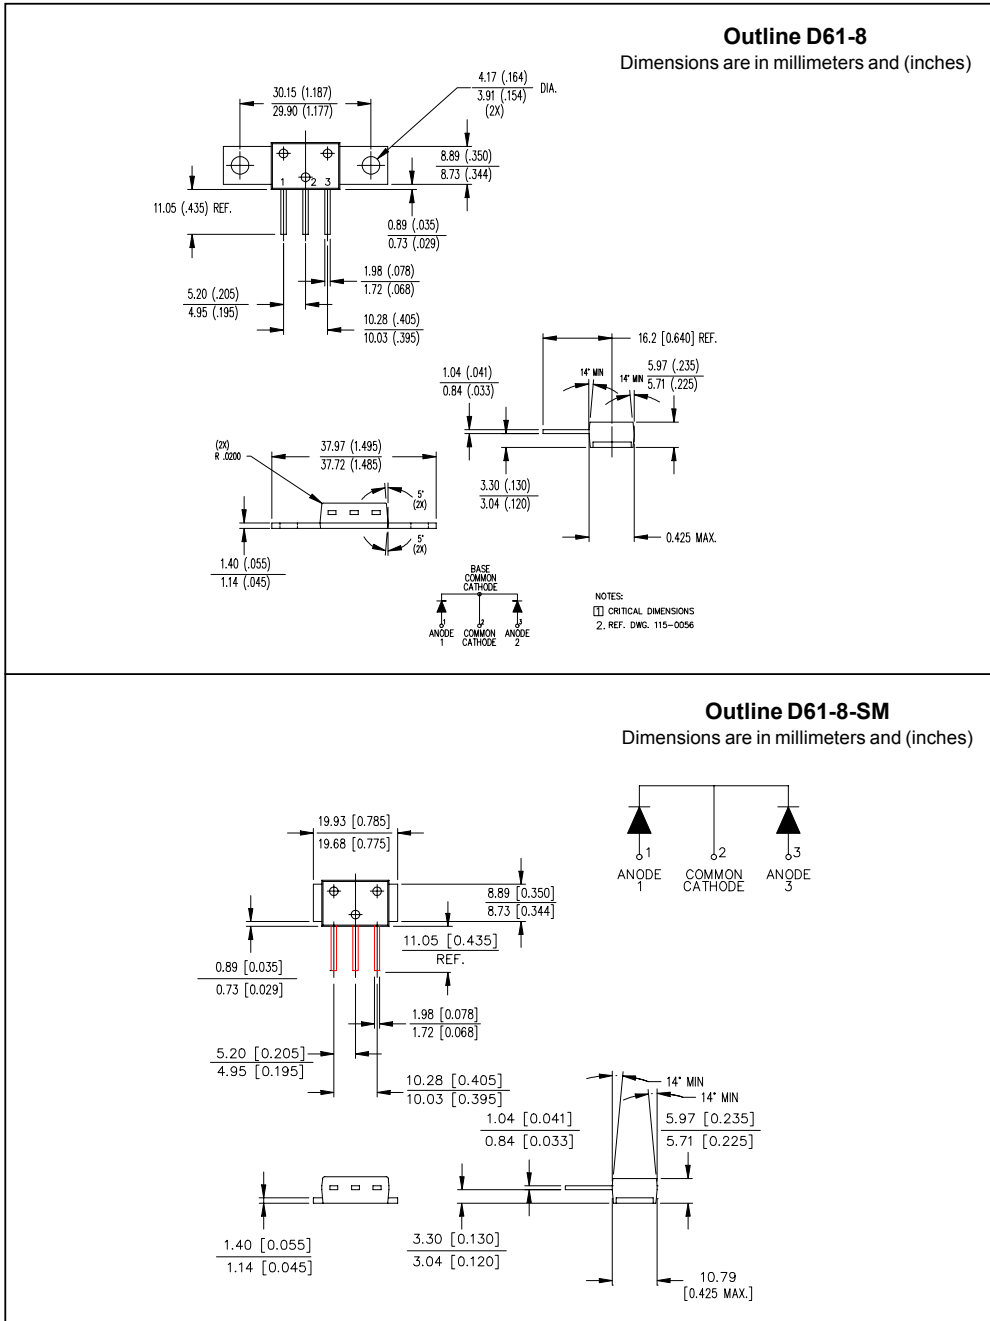 Outline D61-8
Dimensions are in millimeters and (inches)
30.15 (1.187)
29.90 (1.177)
4.17 (.164)
3.91 (.154)
DIA.
(2X)
8.89 (.350)
8.73 (.344)
1 2 3
11.05 (.435) REF.
0.89 (.035)
0.73 (.029)
1.98 (.078)
1.72 (.068)
5.20 (.205)
4.95 (.195)
10.28 (.405)
10.03 (.395)
16.2 [0.640] REF.
1.04 (.041)
0.84 (.033)
14° MIN
14° MIN
5.97 (.235)
5.71 (.225)
(2X)
R .0200
37.97 (1.495)
37.72 (1.485)
5°
(2X)
3.30 (.130)
3.04 (.120)
0.425 MAX.
5°
(2X)
1.40 (.055)
1.14 (.045)
BASE
COMMON
CATHODE
1 2 3
ANODE COMMON ANODE
1 CATHODE 2
NOTES:
1 CRITICAL DIMENSIONS
2. REF. DWG. 115-0056
Outline D61-8-SM
Dimensions are in millimeters and (inches)
19.93 [0.785]
19.68 [0.775]
1 2 3
ANODE COMMON ANODE
1 CATHODE 3
8.89 [0.350]
8.73 [0.344]
11.05 [0.435]
REF.
0.89 [0.035]
0.73 [0.029]
1.98 [0.078]
1.72 [0.068]
5.20 [0.205]
4.95 [0.195]
10.28 [0.405]
10.03 [0.395]
14° MIN
14° MIN
1.04 [0.041]
0.84 [0.033]
5.97 [0.235]
5.71 [0.225]
1.40 [0.055]
1.14 [0.045]
3.30 [0.130]
3.04 [0.120]
10.79
[0.425 MAX.]